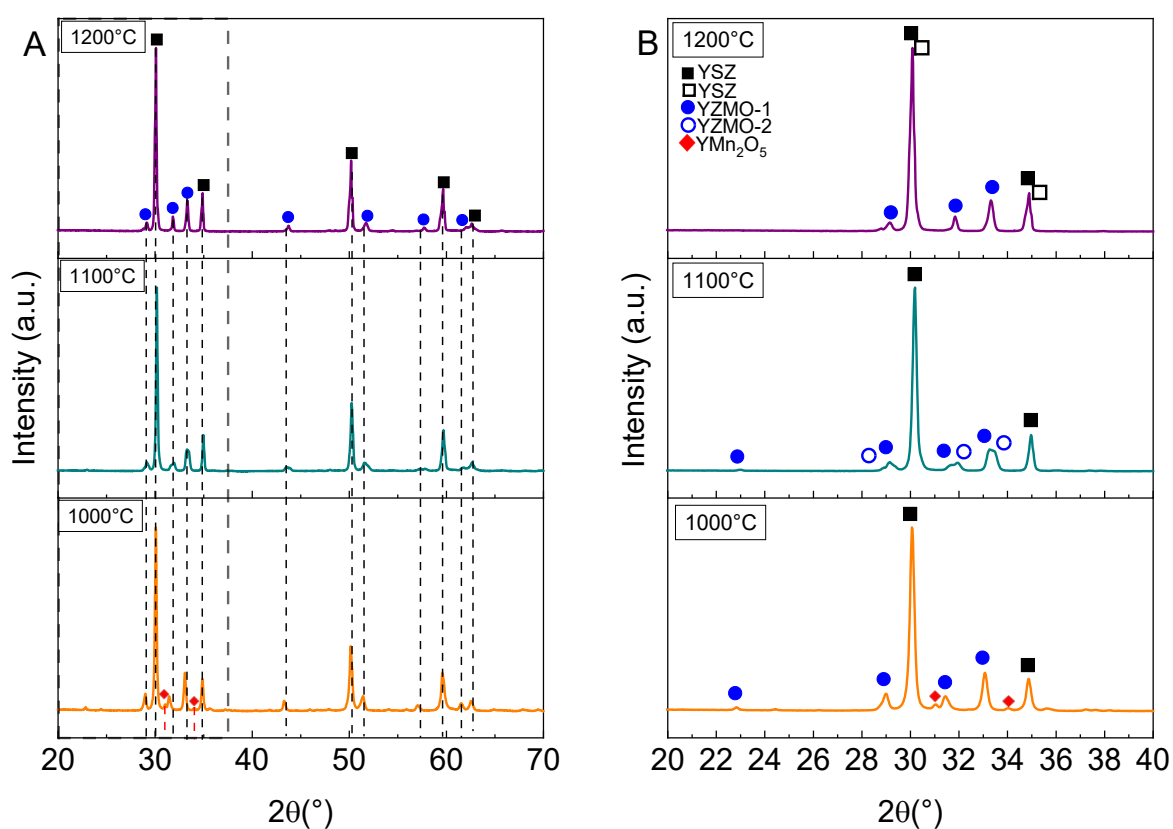 A
1200°C
1100°C
1000°C
Intensity (a.u.)
20 30 40 50 60 70
2θ(°)
B
1200°C
YSZ
YSZ
YZMO-1
YZMO-2
YMn₂O₅
1100°C
1000°C
Intensity (a.u.)
20 22 24 26 28 30 32 34 36 38 40
2θ(°)